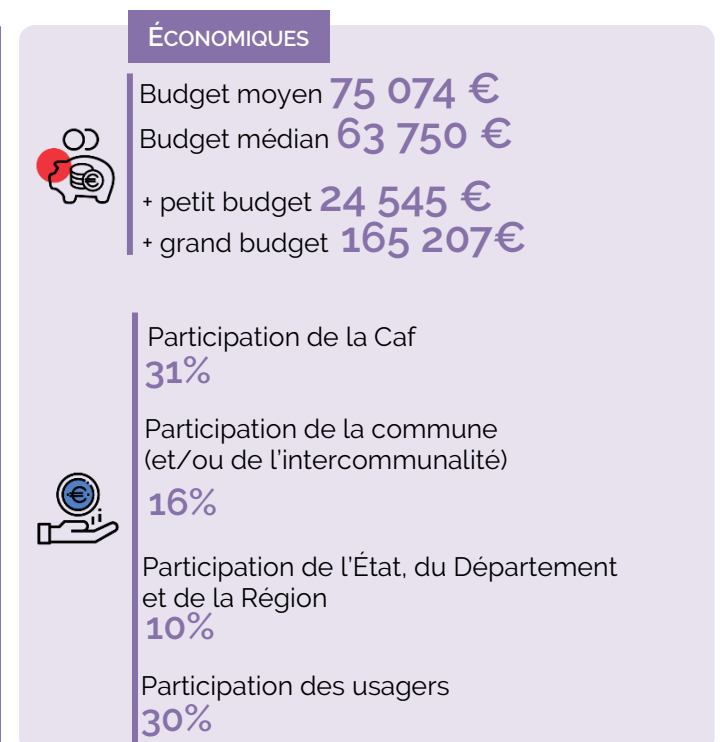 ÉCONOMIQUES
Budget moyen 75 074 €
Budget médian 63 750 €
+ petit budget 24 545 €
+ grand budget 165 207€
Participation de la Caf
31%
Participation de la commune
(et/ou de l'intercommunalité)
16%
Participation de l'État, du Département
et de la Région
10%
Participation des usagers
30%